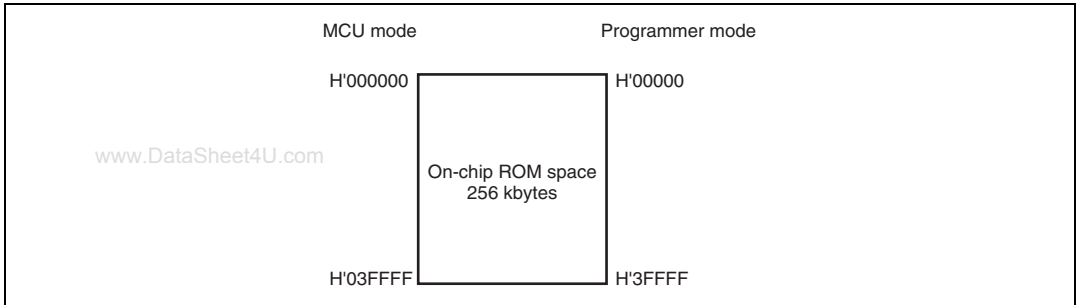 MCU mode Programmer mode
H'000000 H'00000
www.DataSheet4U.com
On-chip ROM space
256 kbytes
H'03FFFF H'3FFFF